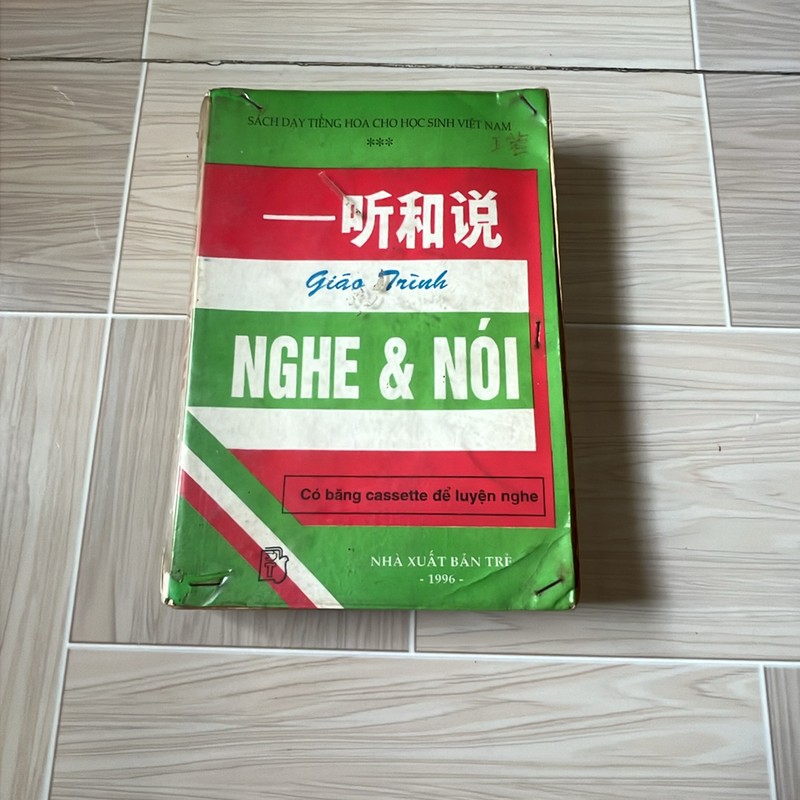 SÁCH DẠY TIẾNG HOA CHO HỌC SINH VIỆT NAM
***
一听和说
Giáo Trình
NGHE & NÓI
Có băng cassette để luyện nghe
NHÀ XUẤT BẢN TRẺ
- 1996 -